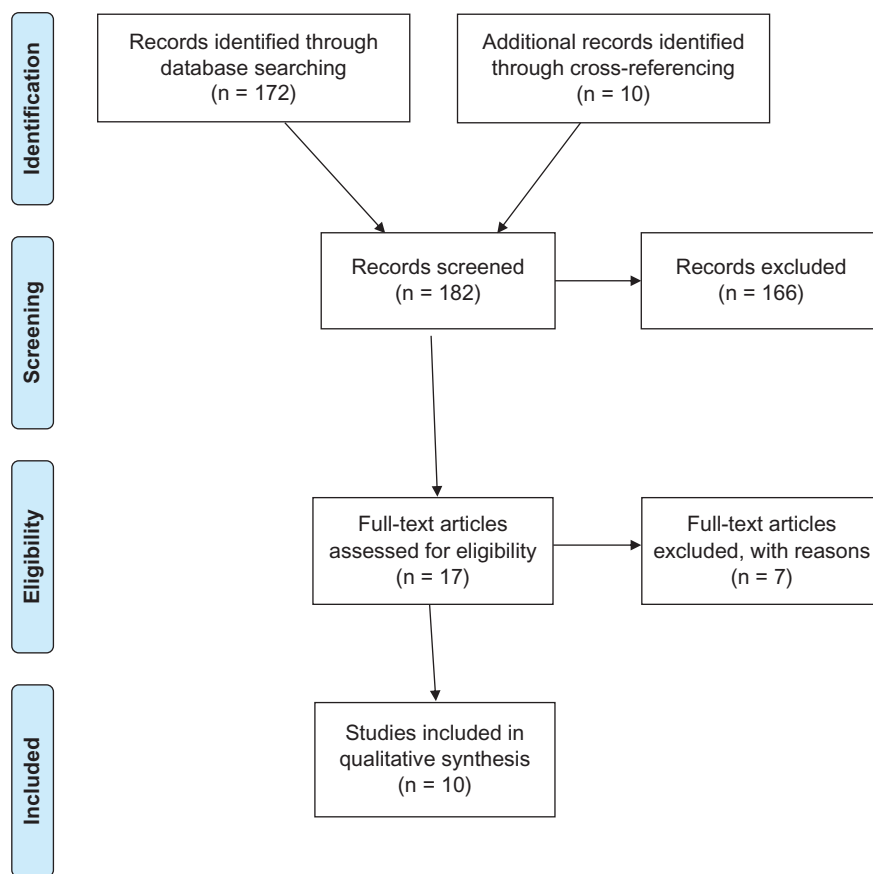 Identification
Records identified through
database searching
(n = 172)
Additional records identified
through cross-referencing
(n = 10)
Screening
Records screened
(n = 182)
Records excluded
(n = 166)
Eligibility
Full-text articles
assessed for eligibility
(n = 17)
Full-text articles
excluded, with reasons
(n = 7)
Included
Studies included in
qualitative synthesis
(n = 10)